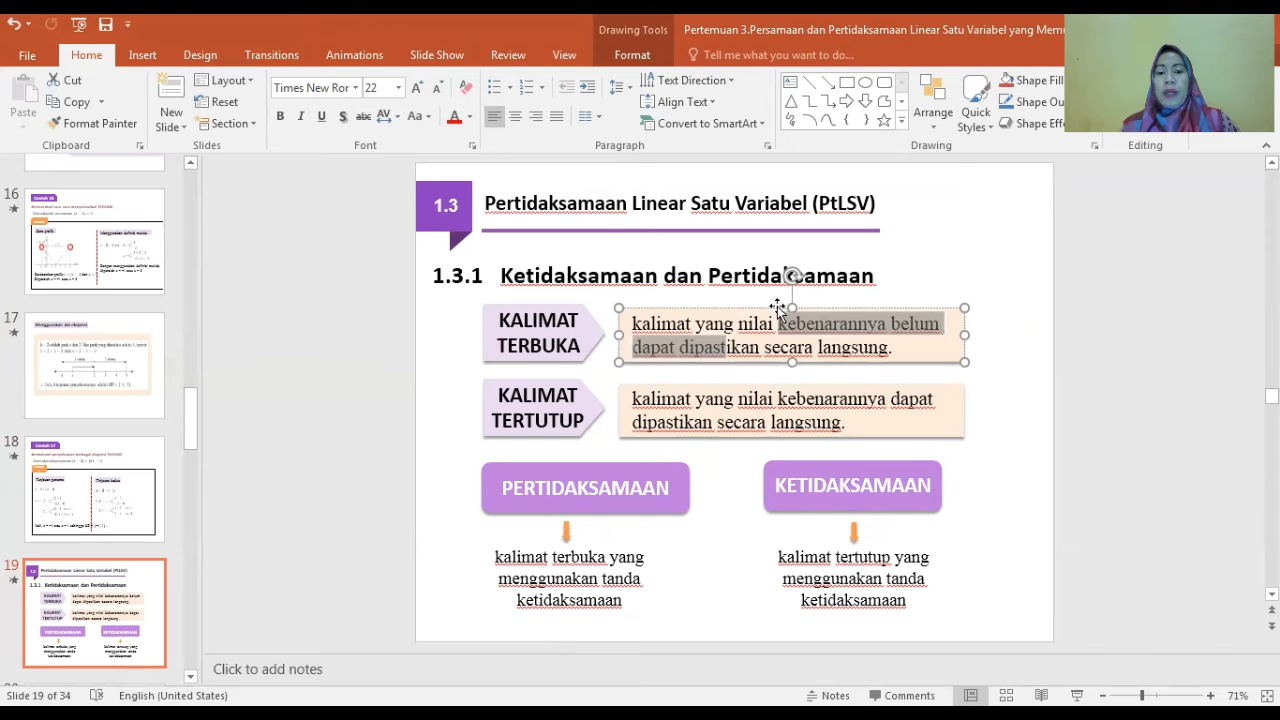 Drawing Tools
Pertemuan 3.Persamaan dan Pertidaksamaan Linear Satu Variabel yang Memu
File Home Insert Design Transitions Animations Slide Show Review View Format Tell me what you want to do...
Paste Cut Copy Format Painter
Clipboard
New Slide Layout Reset Section
Slides
Times New Ror 22
B I U S abc AV Aa A
Font
Text Direction
Align Text
Convert to SmartArt
Paragraph
Arrange Quick Styles
Shape Fill
Shape Ou
Shape Effe
Drawing
Editing
16
17
18
19
1.3 Pertidaksamaan Linear Satu Variabel (PtLSV)
1.3.1 Ketidaksamaan dan Pertidaksamaan
KALIMAT
TERBUKA
kalimat yang nilai kebenarannya belum
dapat dipastikan secara langsung.
KALIMAT
TERTUTUP
kalimat yang nilai kebenarannya dapat
dipastikan secara langsung.
PERTIDAKSAMAAN
kalimat terbuka yang
menggunakan tanda
ketidaksamaan
KETIDAKSAMAAN
kalimat tertutup yang
menggunakan tanda
ketidaksamaan
Click to add notes
Slide 19 of 34 English (United States) Notes Comments 71%